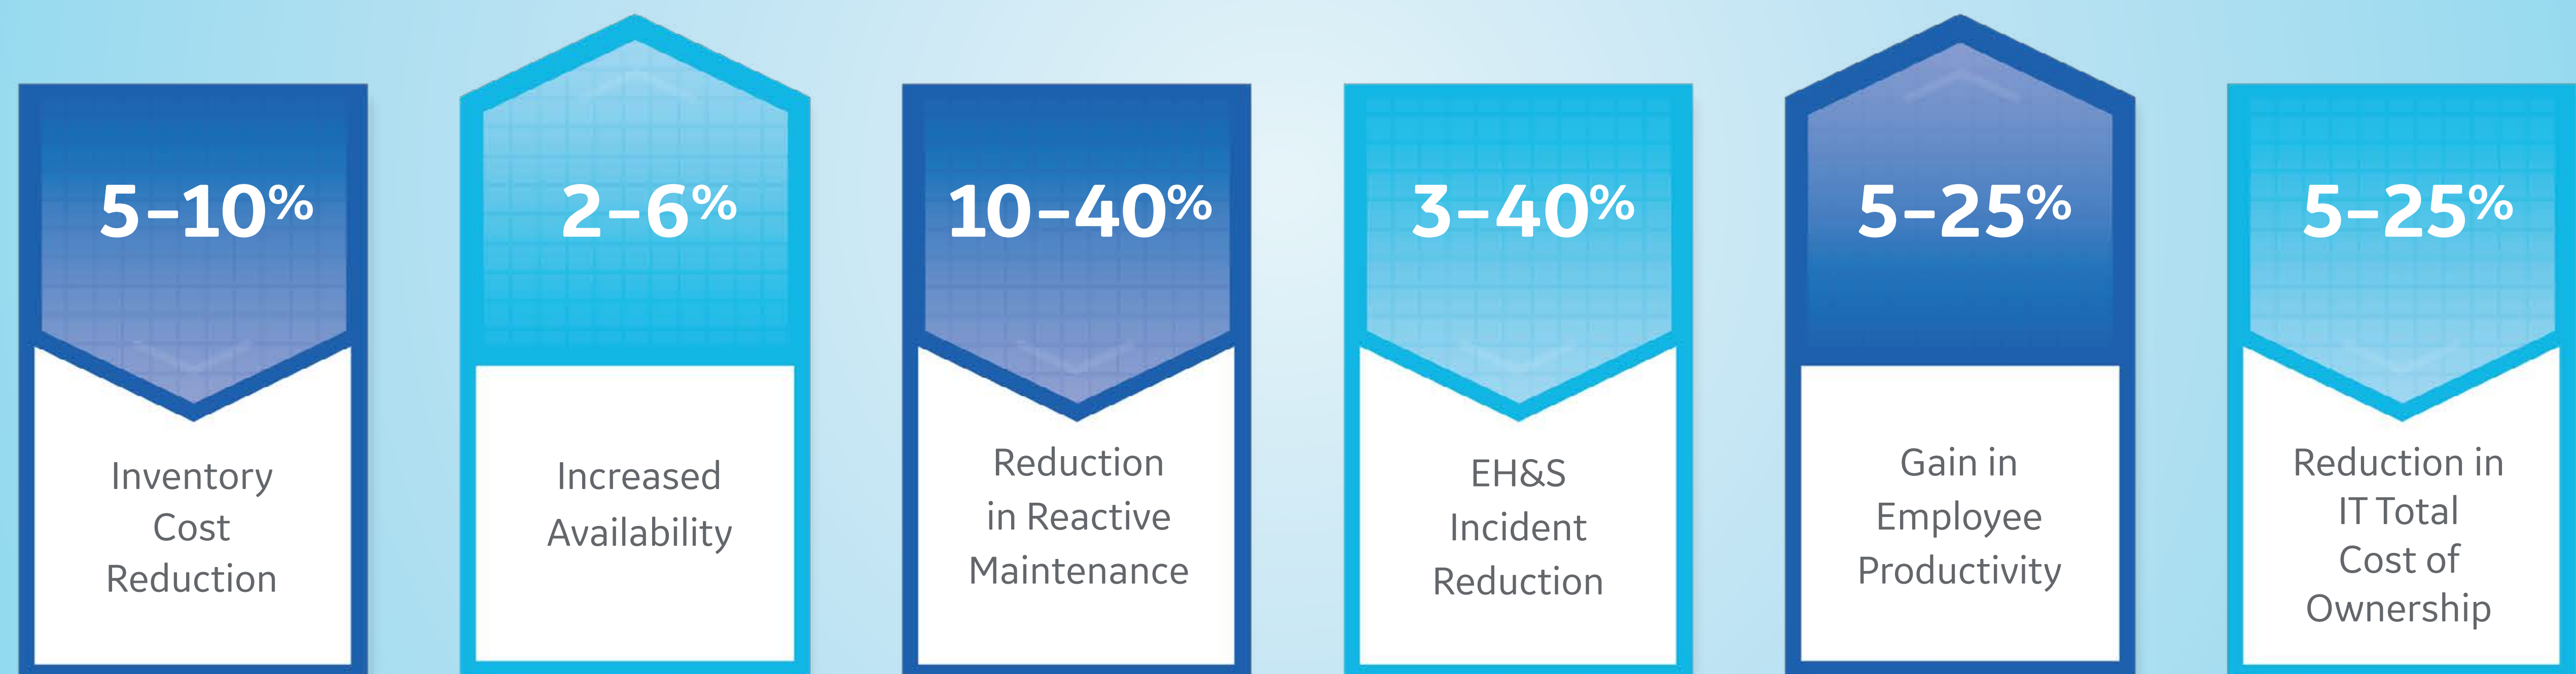 5–10%
Inventory
Cost
Reduction
2–6%
Increased
Availability
10–40%
Reduction
in Reactive
Maintenance
3–40%
EH&S
Incident
Reduction
5–25%
Gain in
Employee
Productivity
5–25%
Reduction in
IT Total
Cost of
Ownership